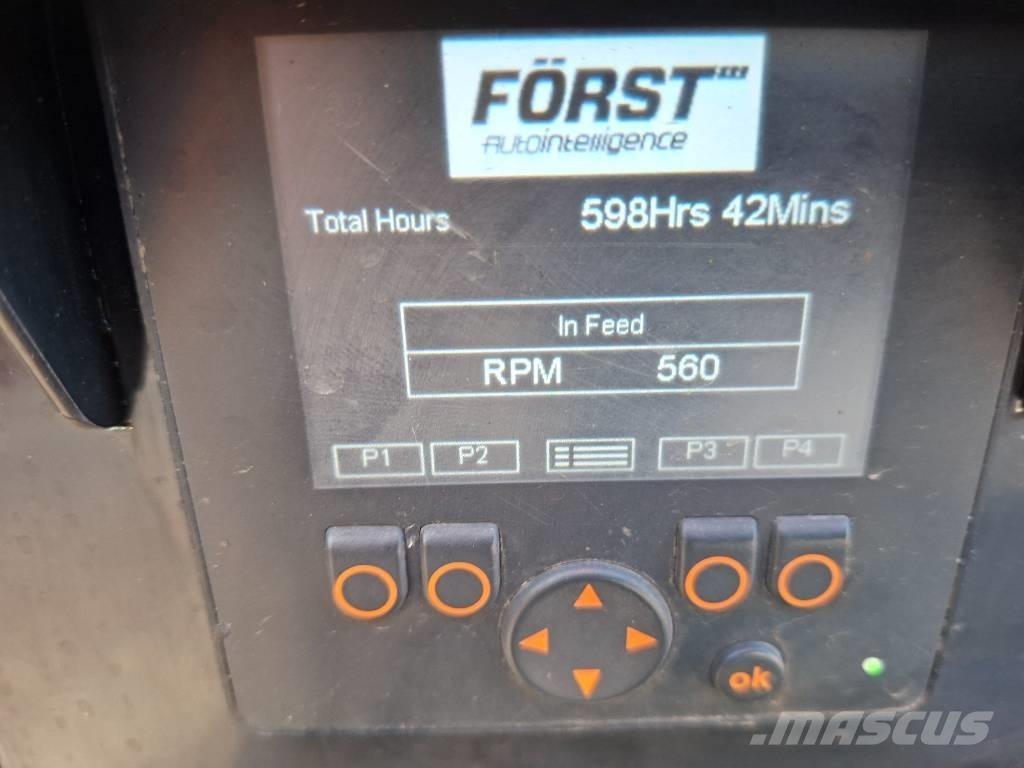 FÖRST
AUtointelligence
Total Hours 598Hrs 42Mins
In Feed
RPM 560
P1 P2 P3 P4
ok
MASCUS